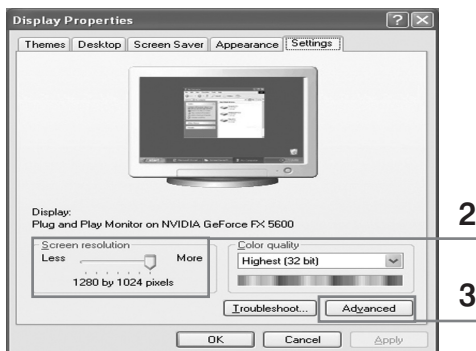 Display Properties
Themes Desktop Screen Saver Appearance Settings
Display:
Plug and Play Monitor on NVIDIA GeForce FX 5600
Screen resolution
Less More
1280 by 1024 pixels
Color quality
Highest (32 bit)
Troubleshoot... Advanced
OK Cancel Apply
2
3